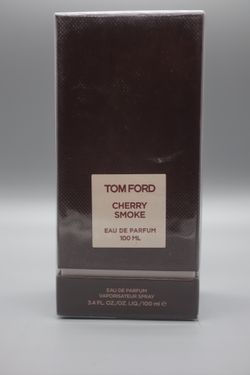 TOM FORD
CHERRY
SMOKE
EAU DE PARFUM
100 ML
EAU DE PARFUM
VAPORISATEUR SPRAY
3.4 FL.OZ./OZ. LIQ./100 ml ℮